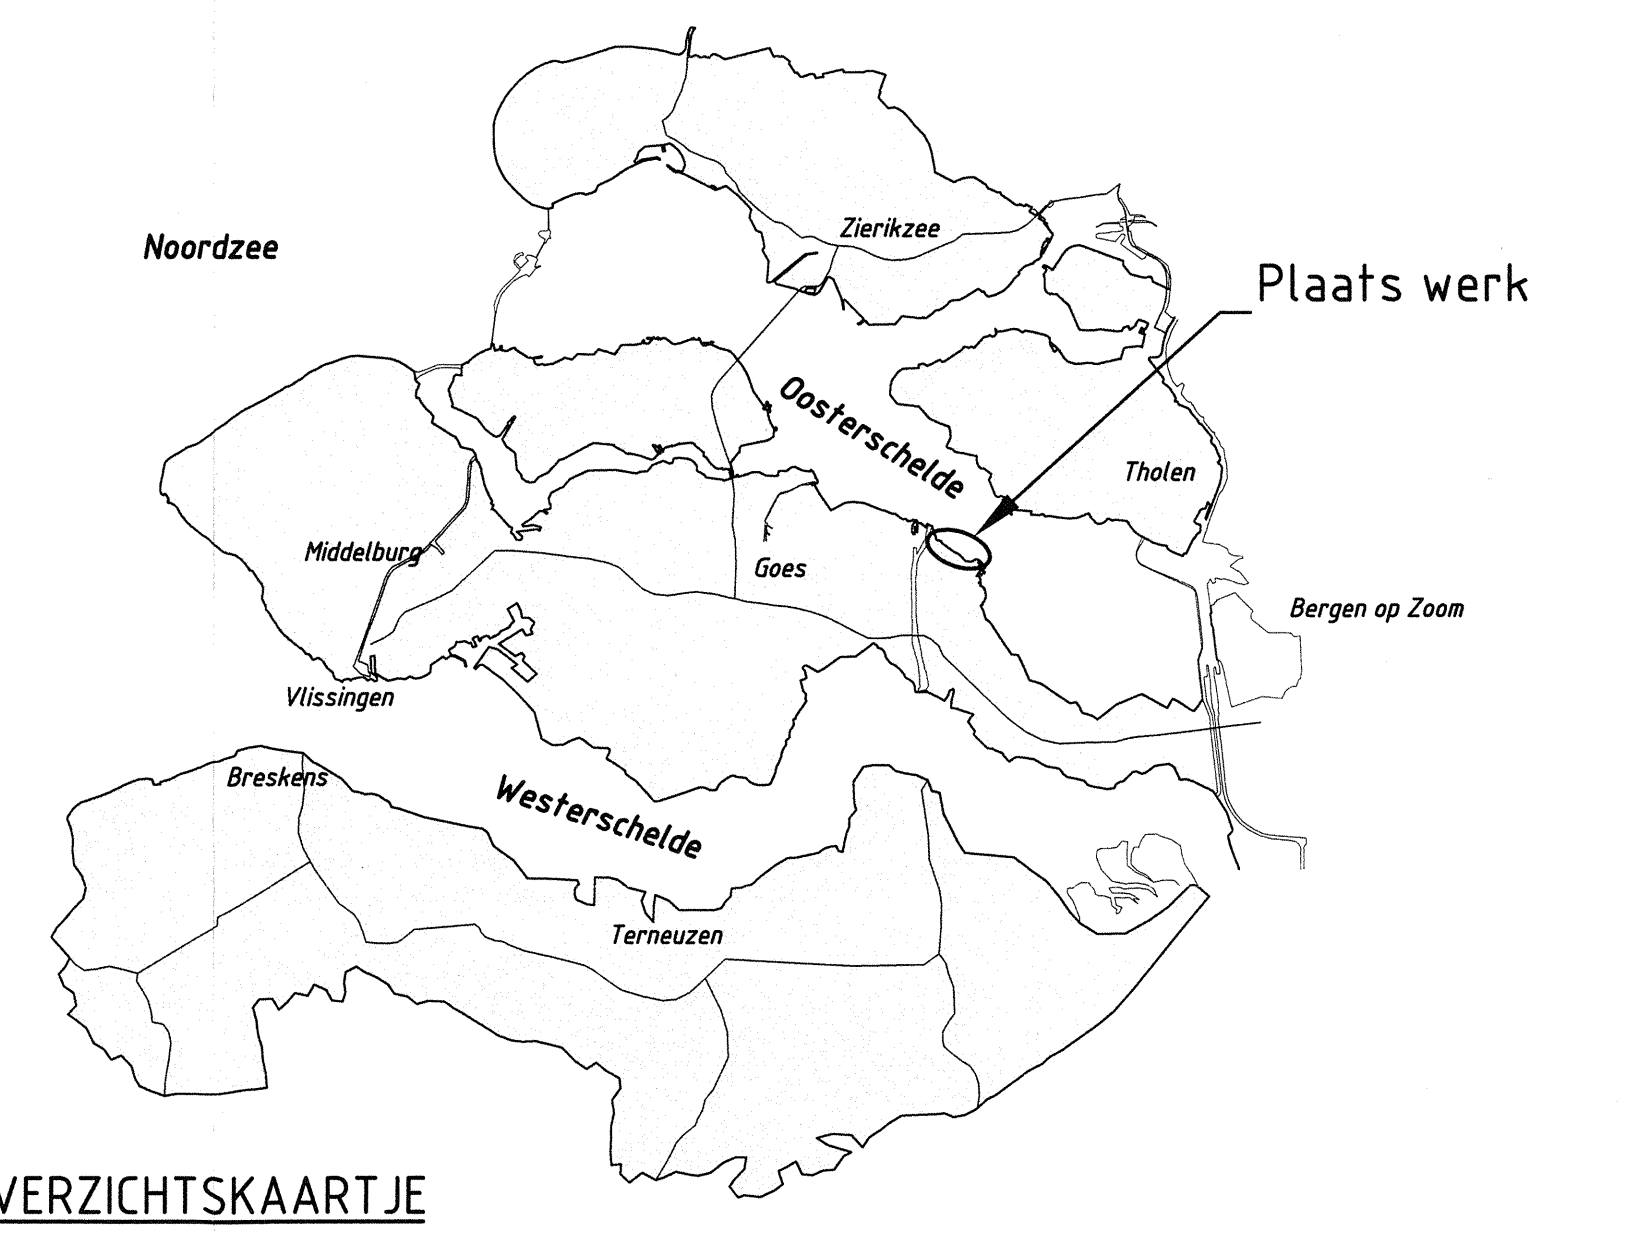 Noordzee
Zierikzee
Plaats werk
Oosterschelde
Tholen
Middelburg
Goes
Bergen op Zoom
Vlissingen
Breskens
Westerschelde
Terneuzen
VERZICHTSKAARTJE